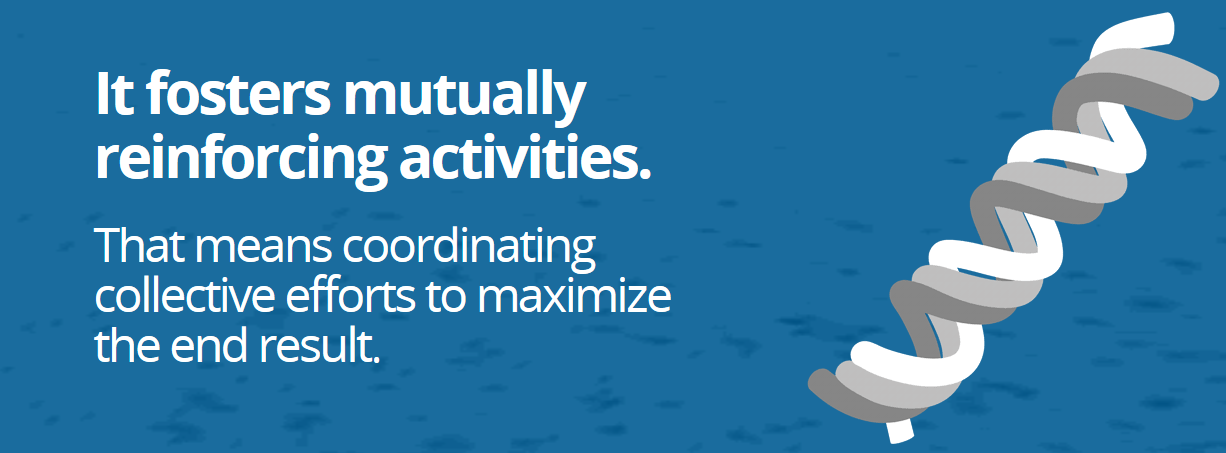 It fosters mutually
reinforcing activities.
That means coordinating
collective efforts to maximize
the end result.